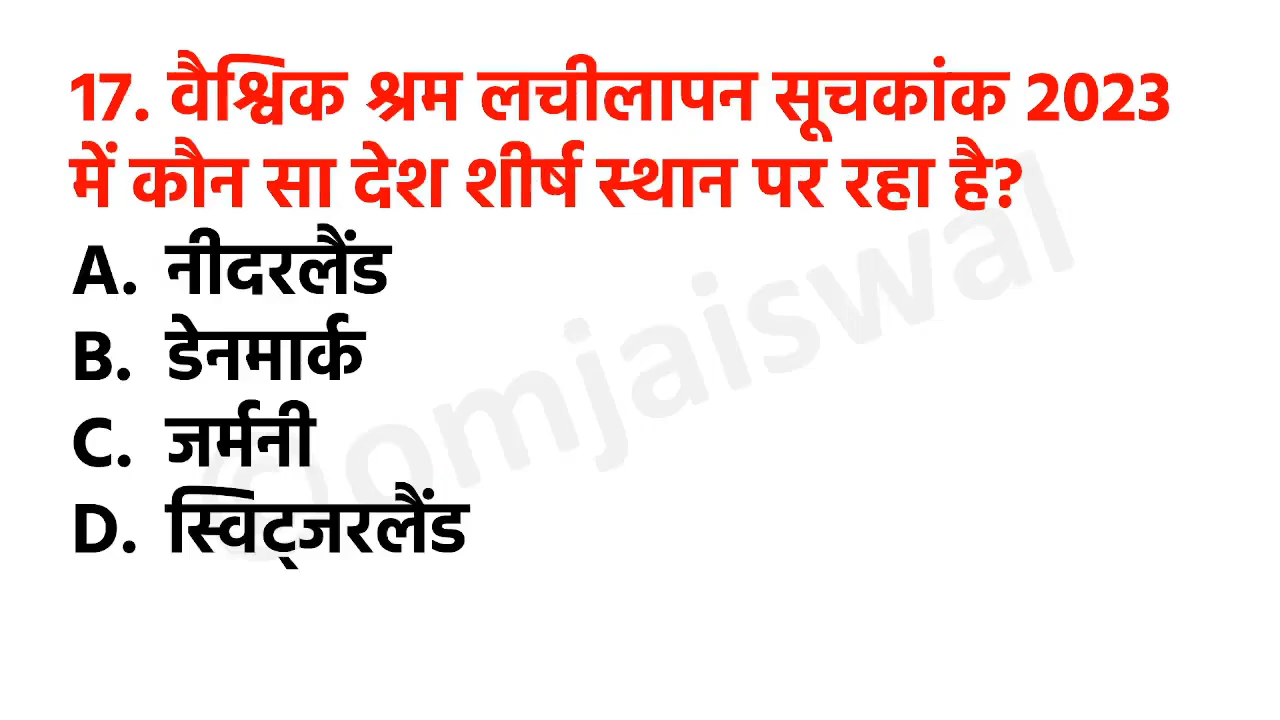 17. वैश्विक श्रम लचीलापन सूचकांक 2023
में कौन सा देश शीर्ष स्थान पर रहा है?
A. नीदरलैंड
B. डेनमार्क
C. जर्मनी
D. स्विट्जरलैंड
©omjaiswal